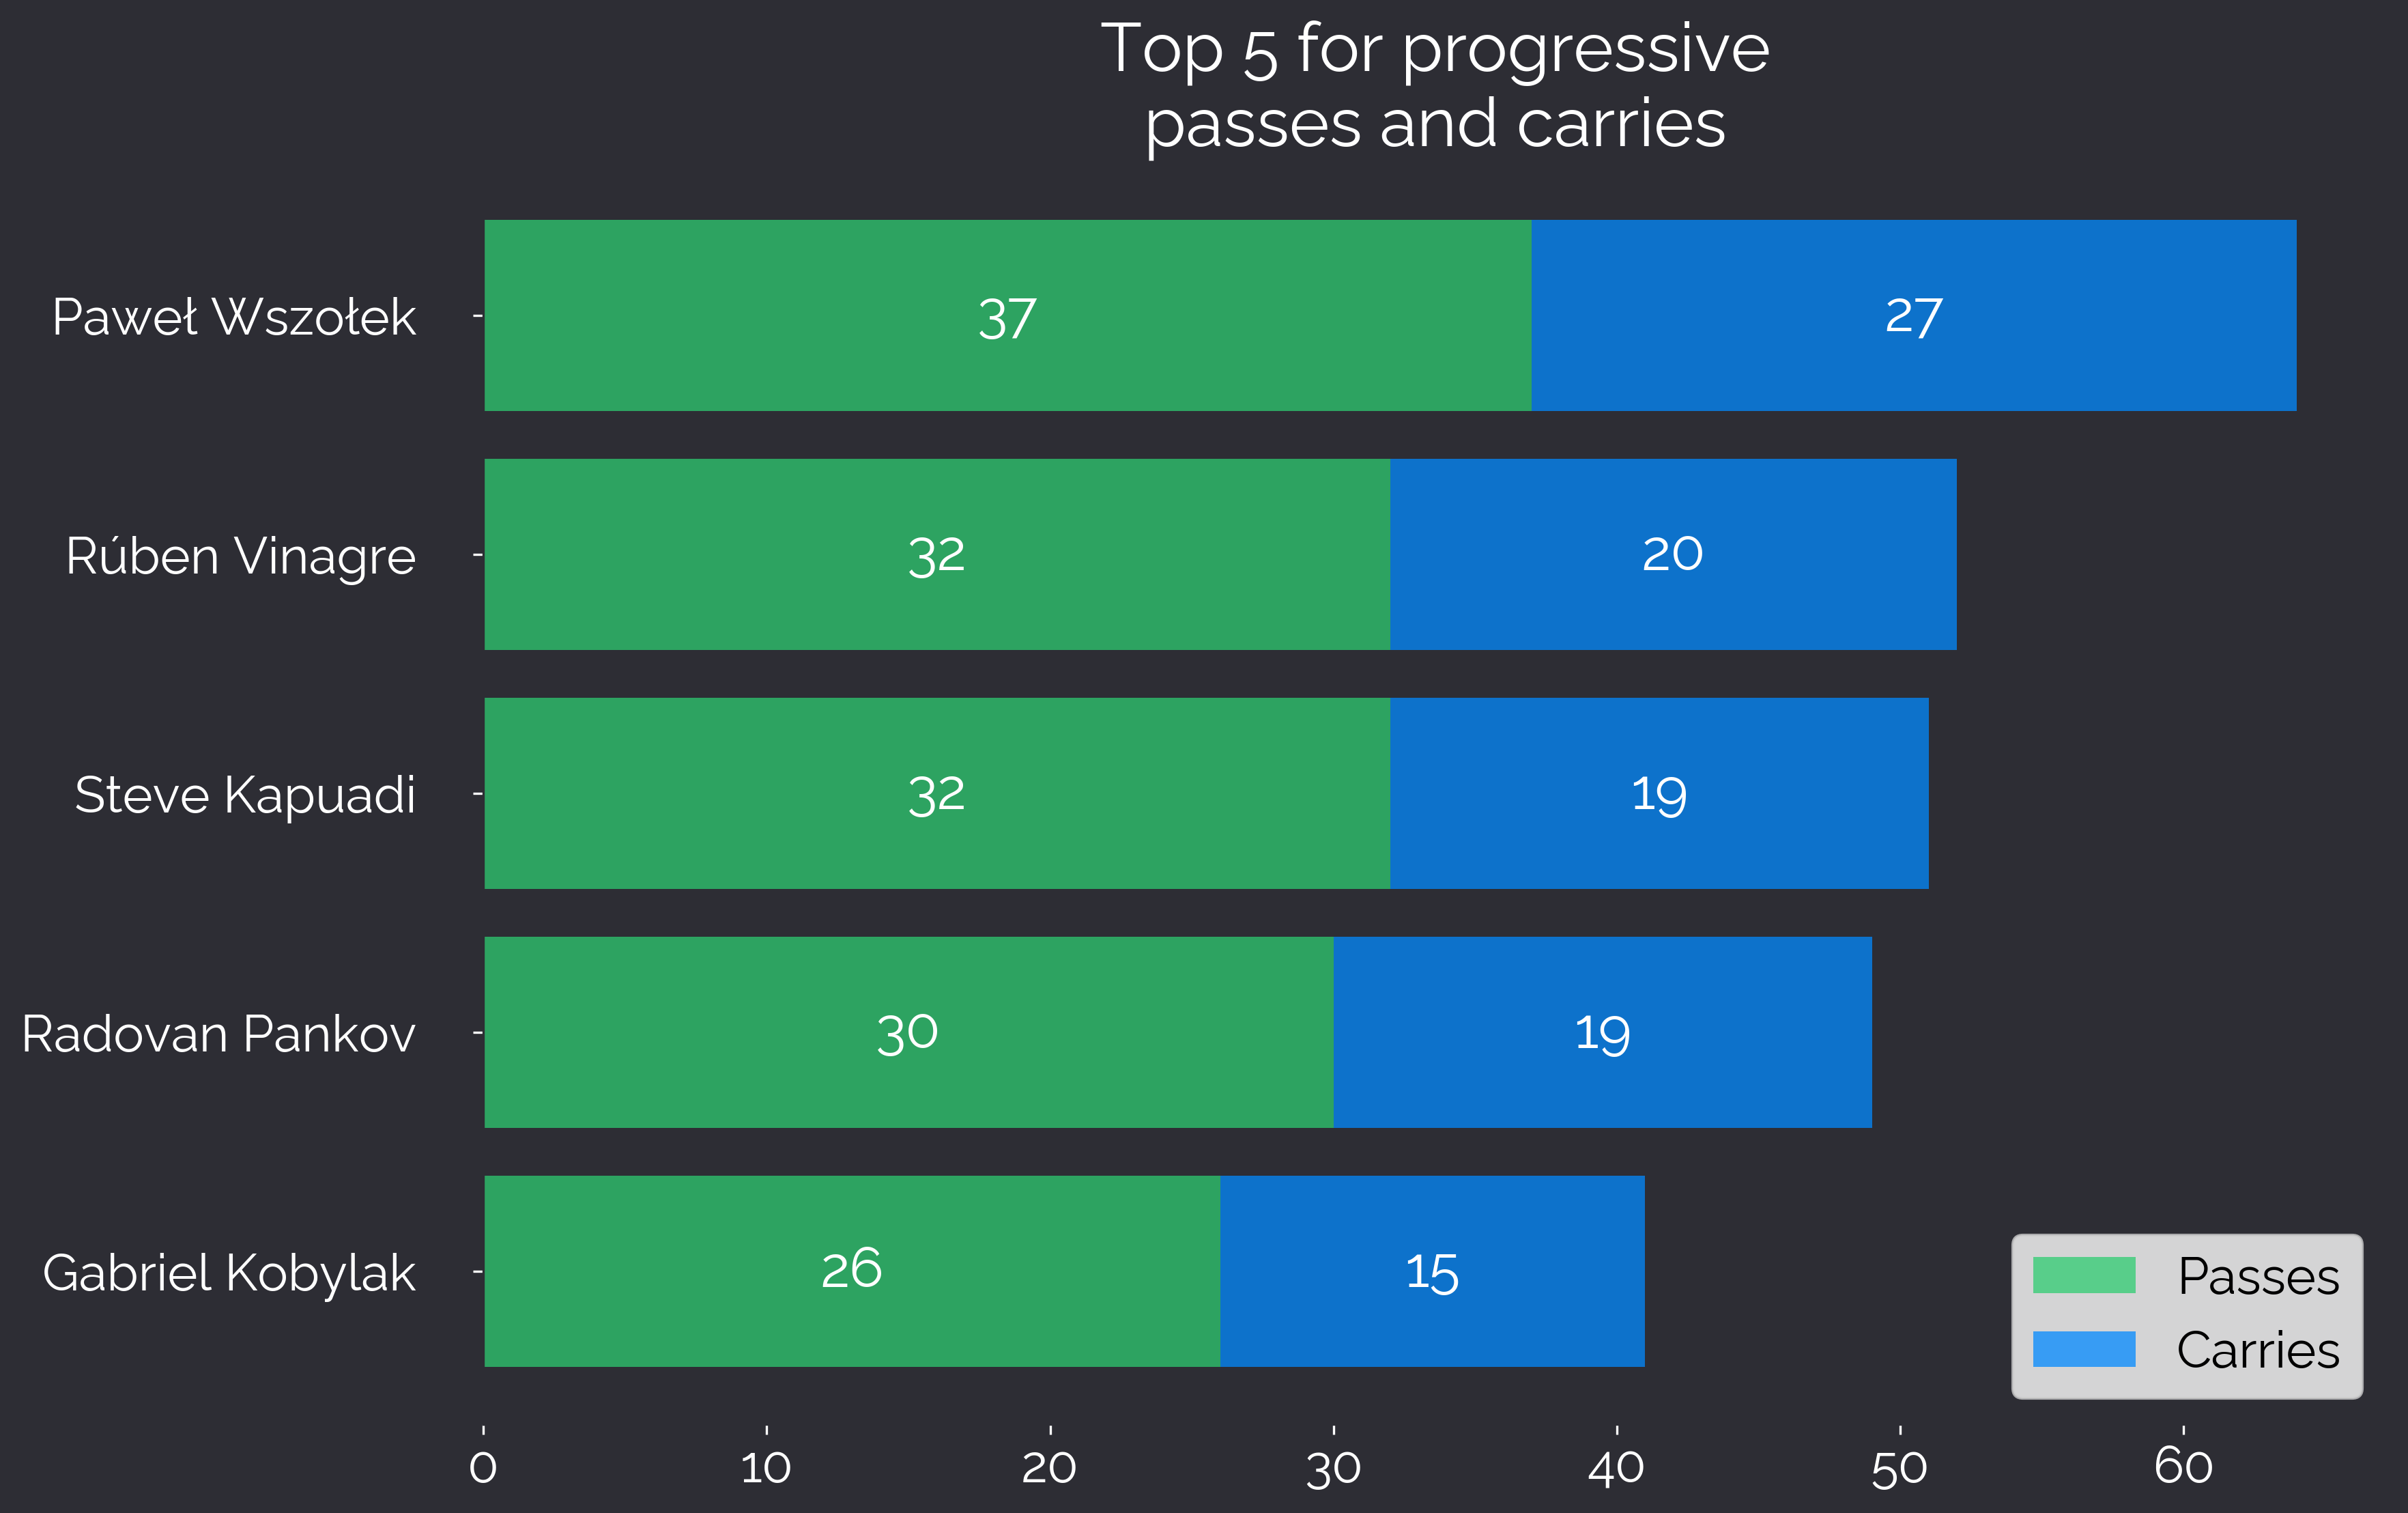 Top 5 for progressive
passes and carries
Paweł Wszołek
37
27
Rúben Vinagre
32
20
Steve Kapuadi
32
19
Radovan Pankov
30
19
Gabriel Kobylak
26
15
Passes
Carries
0 10 20 30 40 50 60